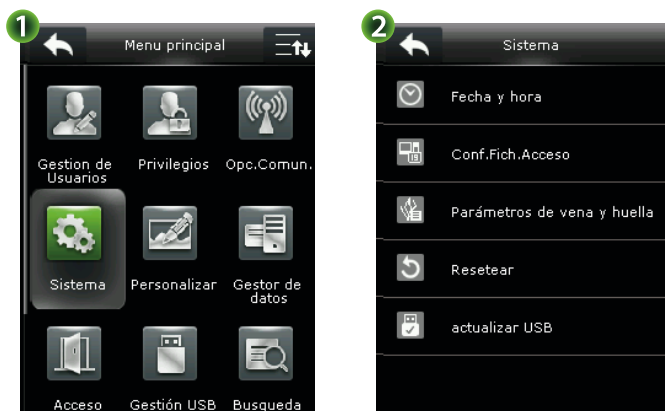 1
Menu principal
Gestion de
Usuarios
Privilegios
Opc.Comun.
Sistema
Personalizar
Gestor de
datos
Acceso
Gestión USB
Busqueda
2
Sistema
Fecha y hora
19
Conf.Fich.Acceso
Parámetros de vena y huella
Resetear
actualizar USB